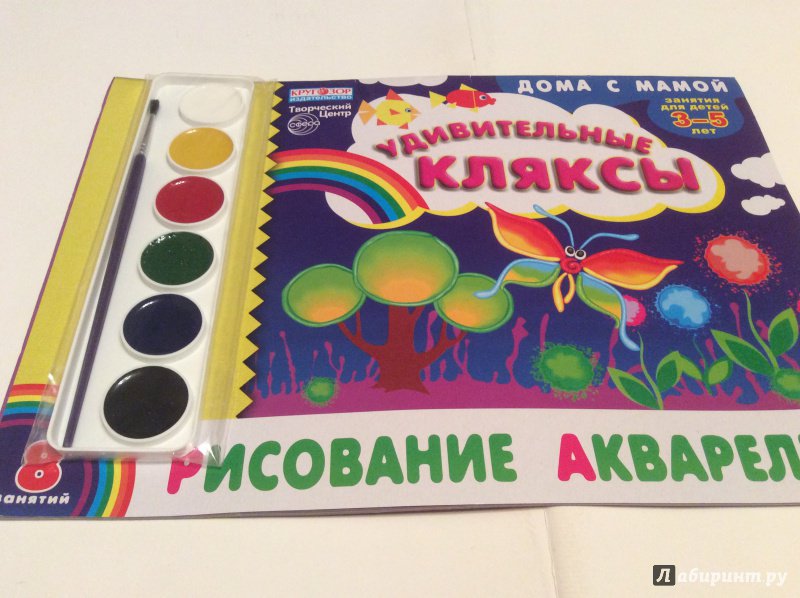 КРУГОЗОР
ИЗДАТЕЛЬСТВО
Творческий
Центр
СФЕРА
ДОМА С МАМОЙ
ЗАНЯТИЯ
ДЛЯ ДЕТЕЙ
3–5
ЛЕТ
УДИВИТЕЛЬНЫЕ
КЛЯКСЫ
РИСОВАНИЕ АКВАРЕЛ
8
занятий
Лабиринт.ру